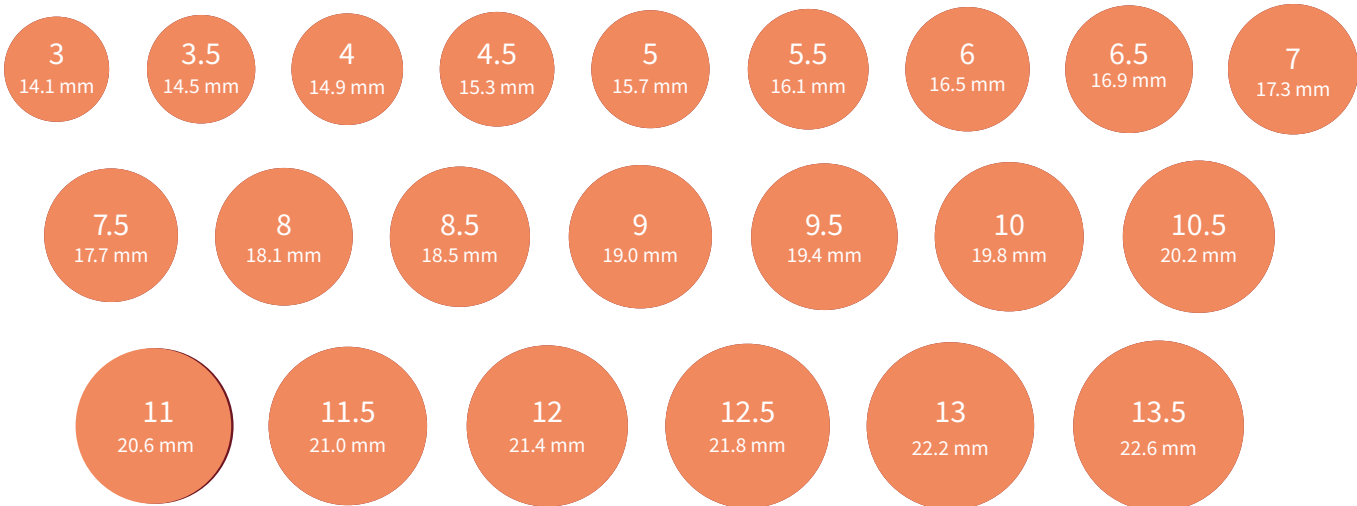 3
14.1 mm
3.5
14.5 mm
4
14.9 mm
4.5
15.3 mm
5
15.7 mm
5.5
16.1 mm
6
16.5 mm
6.5
16.9 mm
7
17.3 mm
7.5
17.7 mm
8
18.1 mm
8.5
18.5 mm
9
19.0 mm
9.5
19.4 mm
10
19.8 mm
10.5
20.2 mm
11
20.6 mm
11.5
21.0 mm
12
21.4 mm
12.5
21.8 mm
13
22.2 mm
13.5
22.6 mm